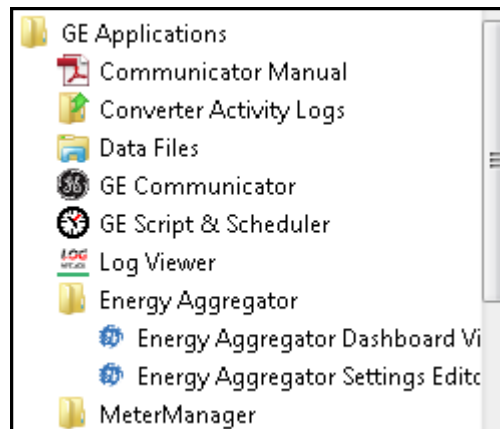 GE Applications
Communicator Manual
Converter Activity Logs
Data Files
GE Communicator
GE Script & Scheduler
LOG
Log Viewer
Energy Aggregator
Energy Aggregator Dashboard Vi
Energy Aggregator Settings Edito
MeterManager